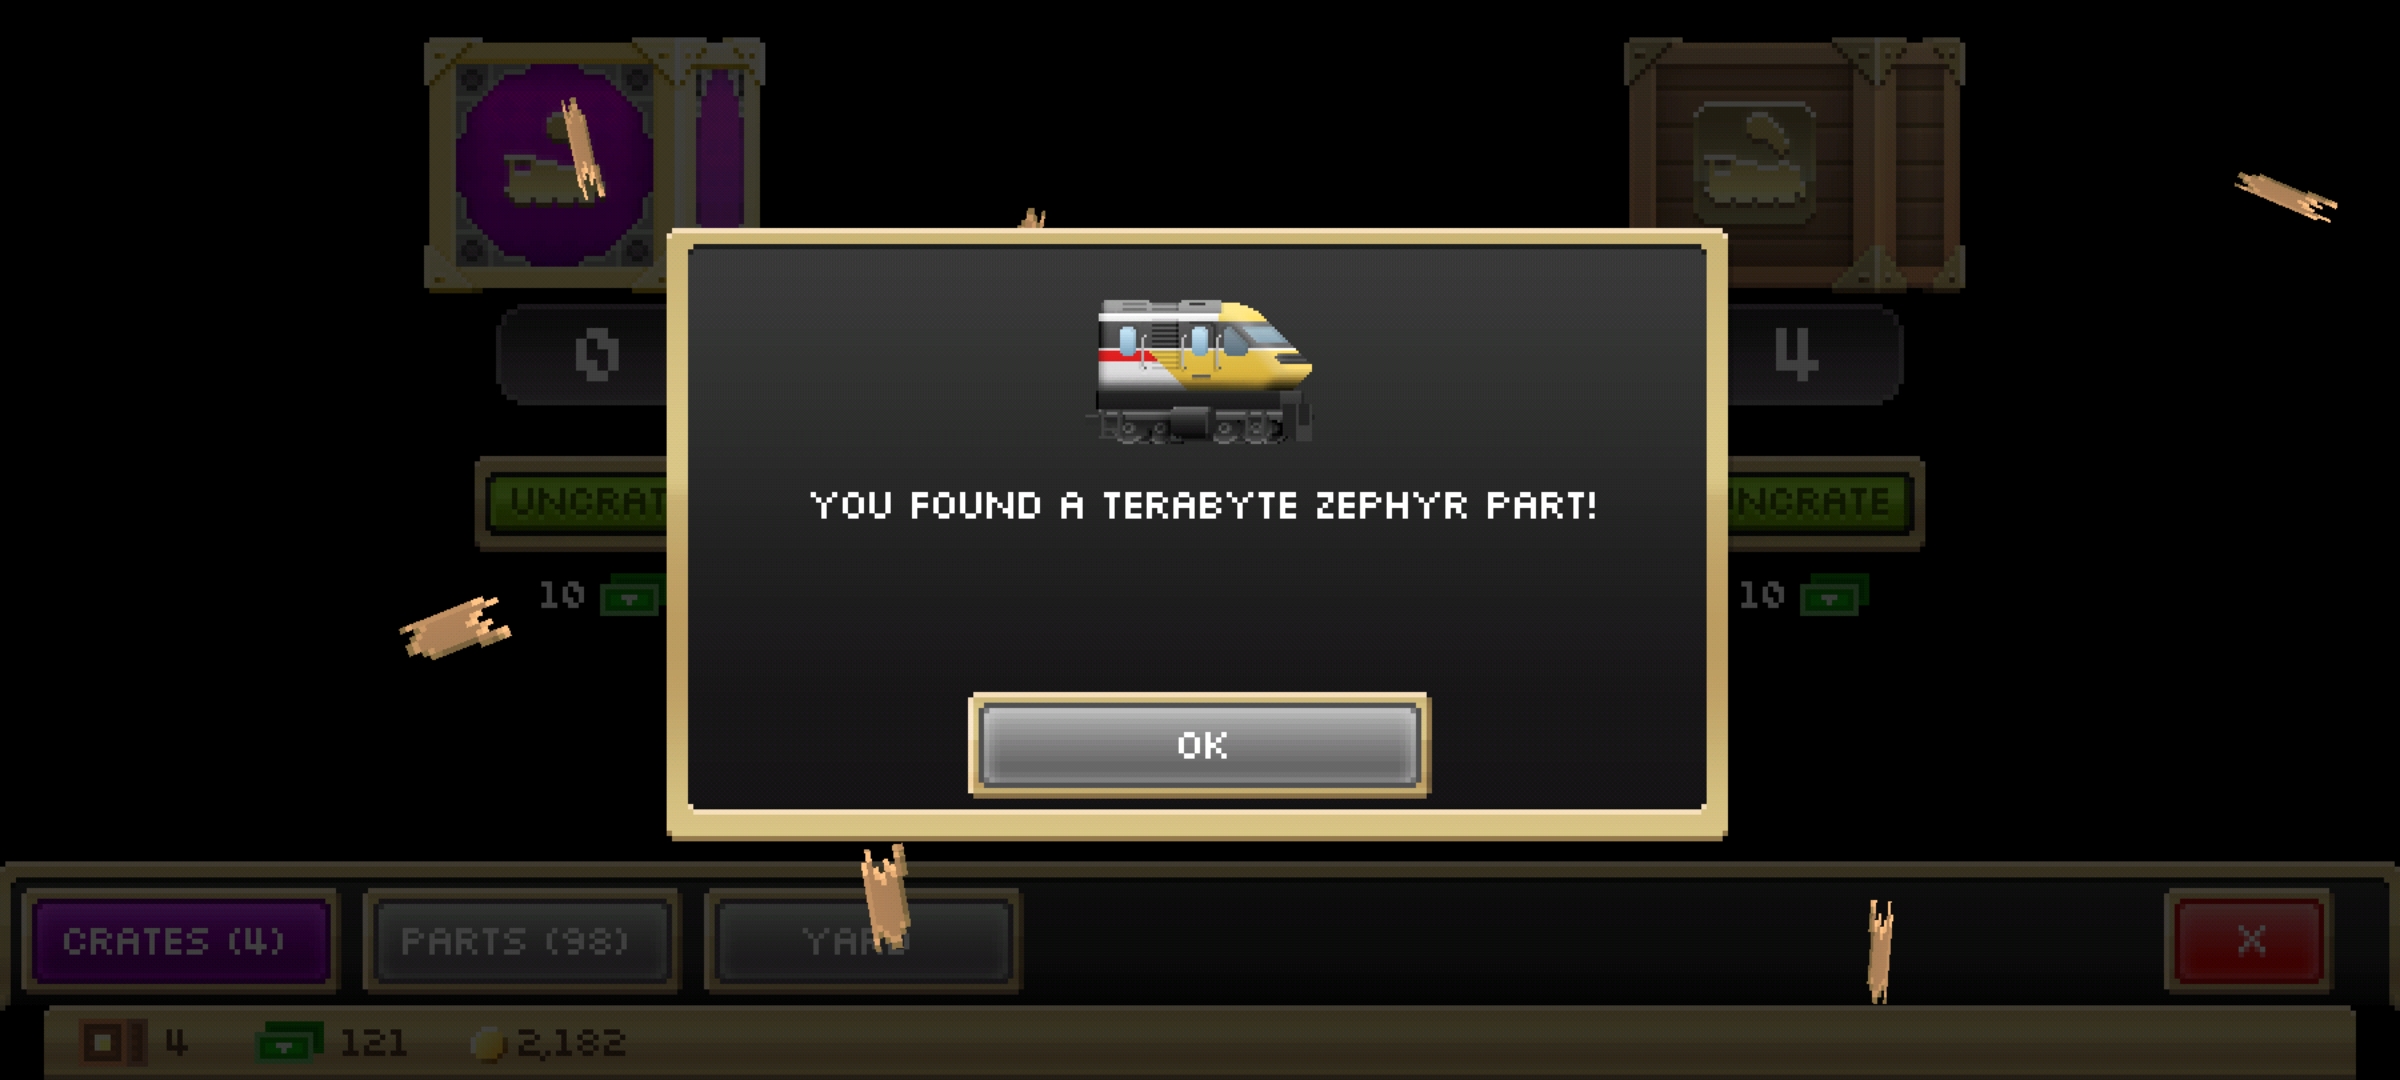 0
4
YOU FOUND A TERABYTE ZEPHYR PART!
10
10
OK
CRATES (4)
PARTS (98)
X
4
121
2,182